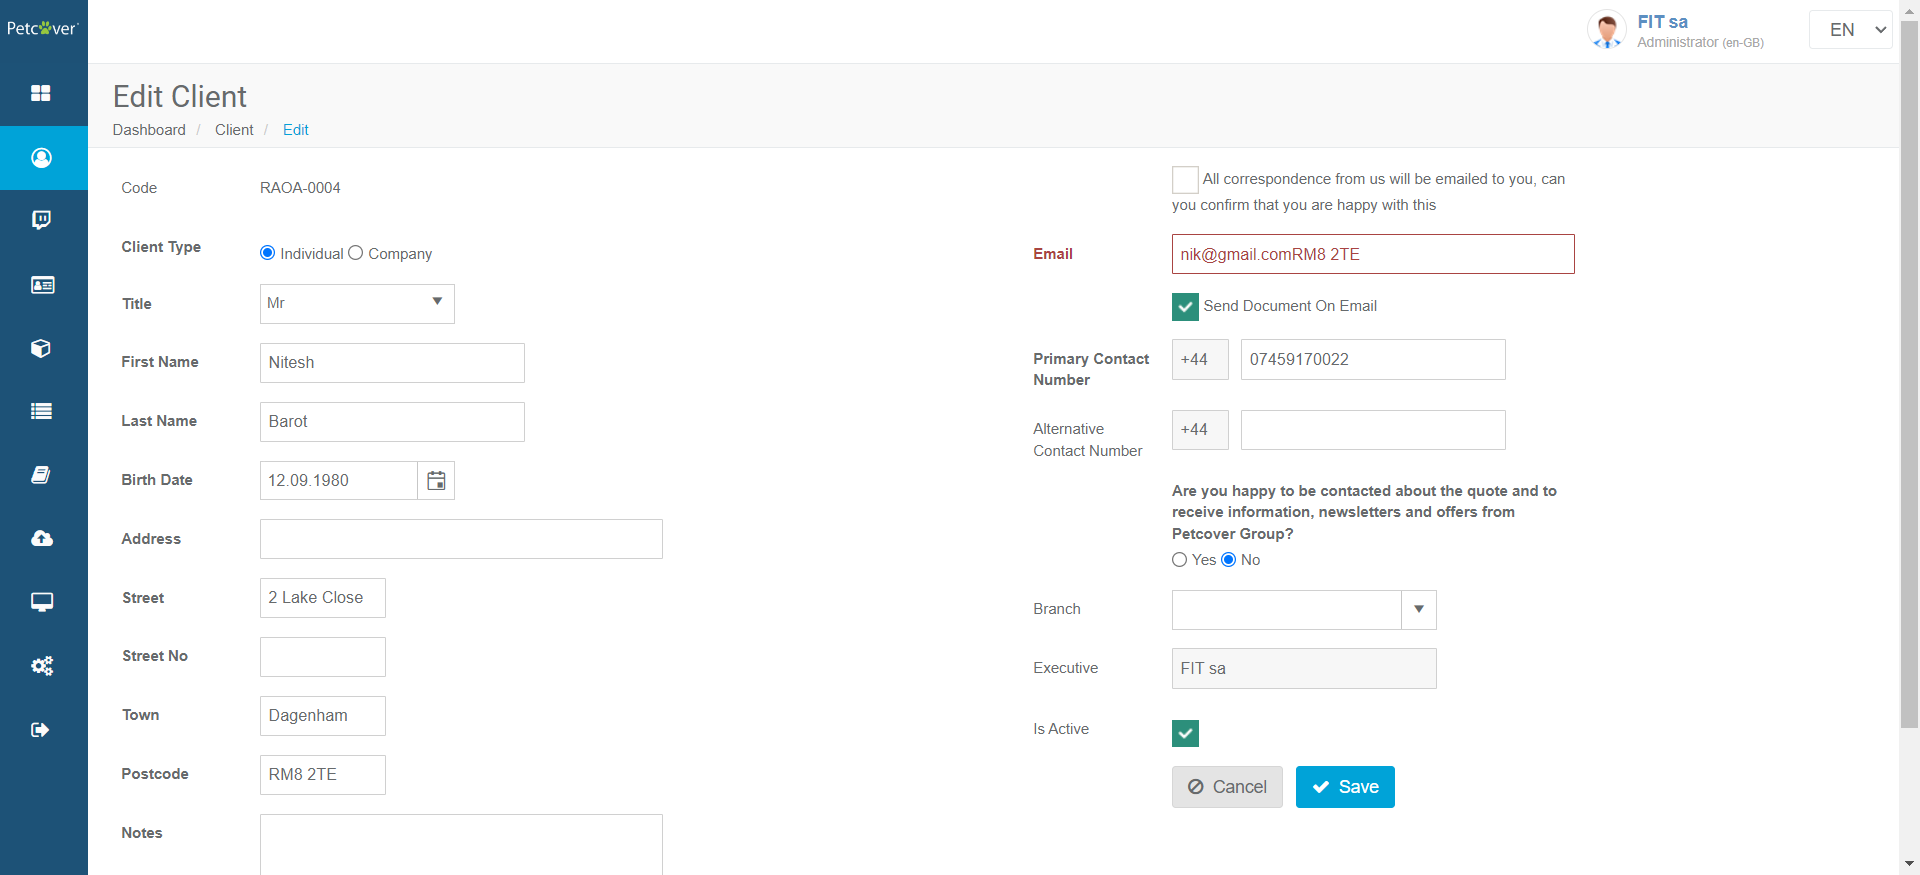 Petcover
FIT sa
Administrator (en-GB)
EN
Edit Client
Dashboard / Client / Edit
Code RAOA-0004
Client Type Individual Company
Title Mr
First Name Nitesh
Last Name Barot
Birth Date 12.09.1980
Address
Street 2 Lake Close
Street No
Town Dagenham
Postcode RM8 2TE
Notes
All correspondence from us will be emailed to you, can
you confirm that you are happy with this
Email nik@gmail.comRM8 2TE
Send Document On Email
Primary Contact
Number +44 07459170022
Alternative
Contact Number +44
Are you happy to be contacted about the quote and to
receive information, newsletters and offers from
Petcover Group?
Yes No
Branch
Executive FIT sa
Is Active
Cancel Save